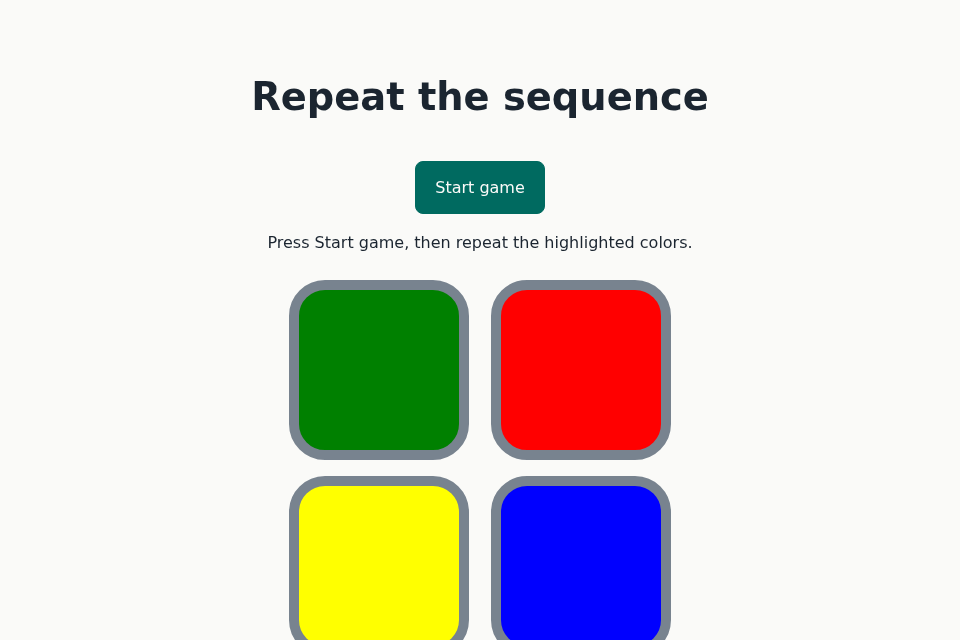 Repeat the sequence
Start game
Press Start game, then repeat the highlighted colors.